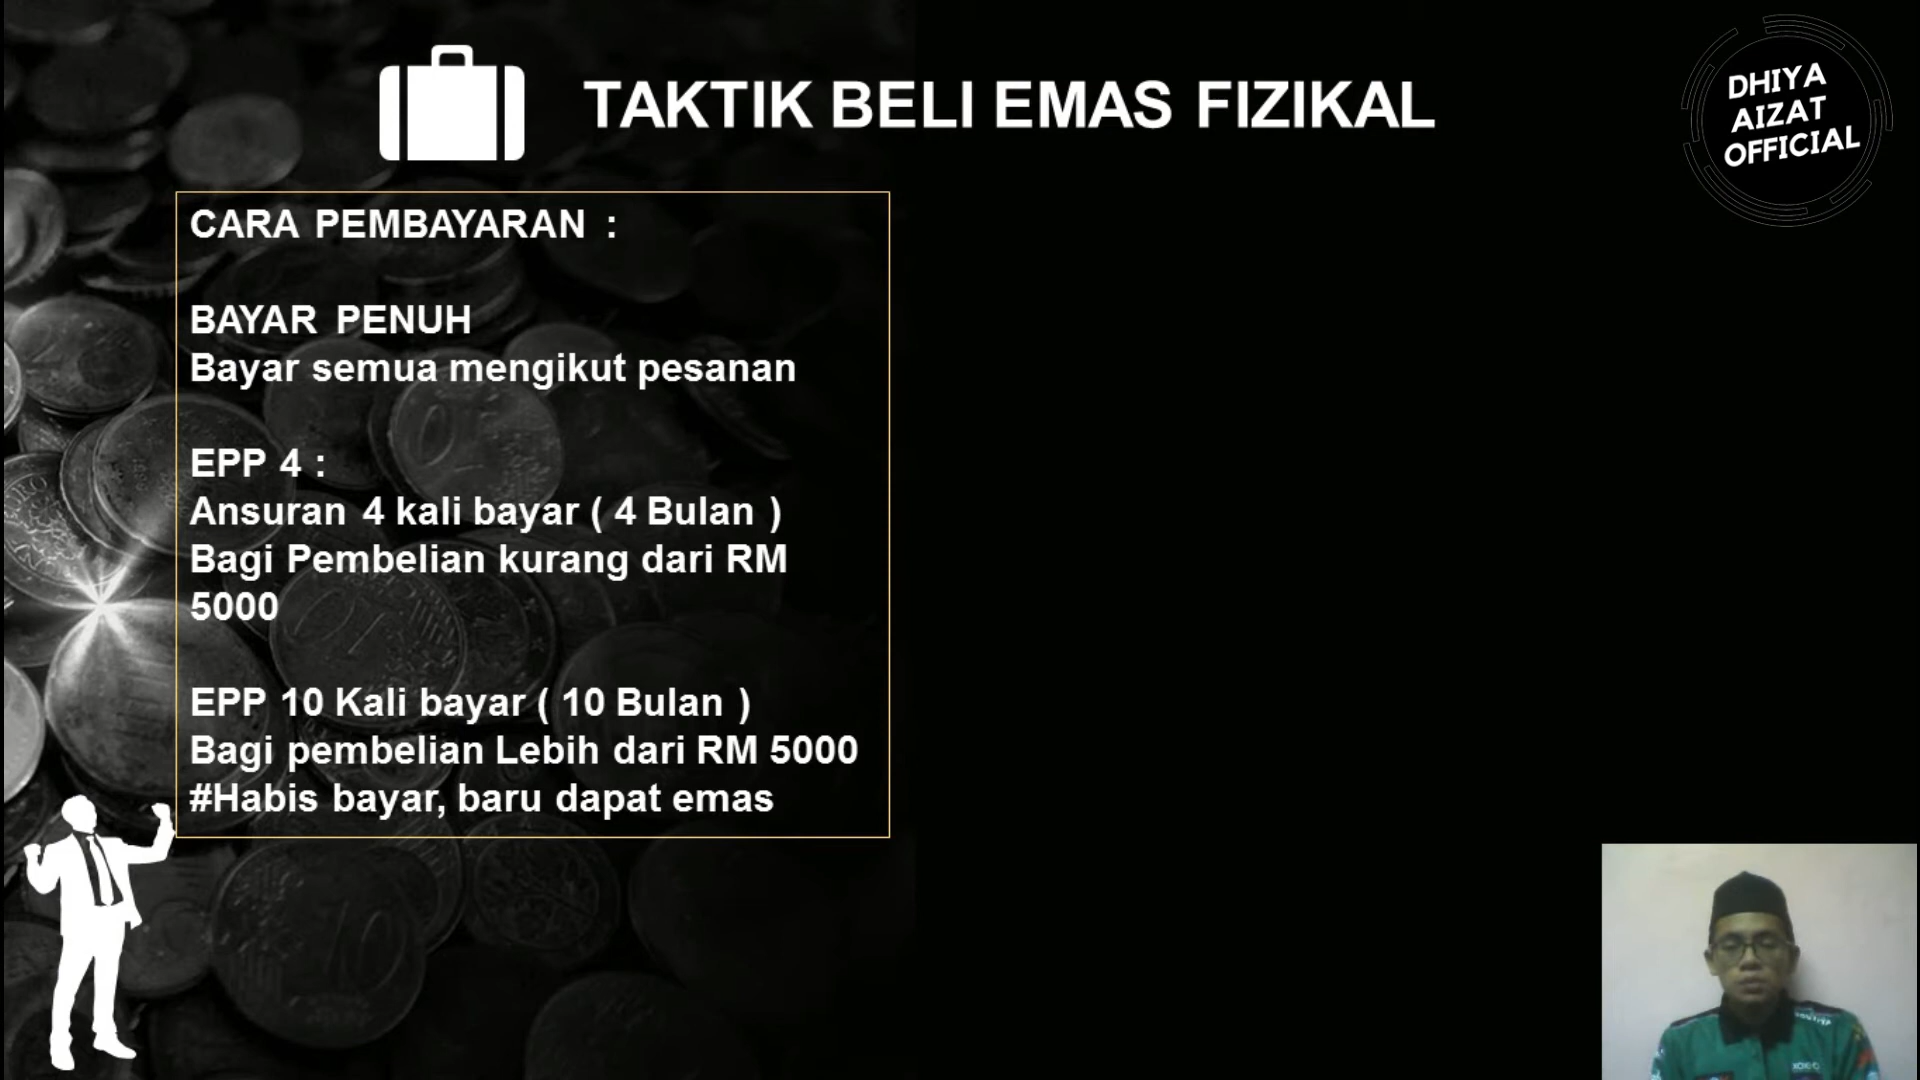 TAKTIK BELI EMAS FIZIKAL
DHIYA
AIZAT
OFFICIAL
CARA PEMBAYARAN :
BAYAR PENUH
Bayar semua mengikut pesanan
EPP 4 :
Ansuran 4 kali bayar ( 4 Bulan )
Bagi Pembelian kurang dari RM
5000
EPP 10 Kali bayar ( 10 Bulan )
Bagi pembelian Lebih dari RM 5000
#Habis bayar, baru dapat emas